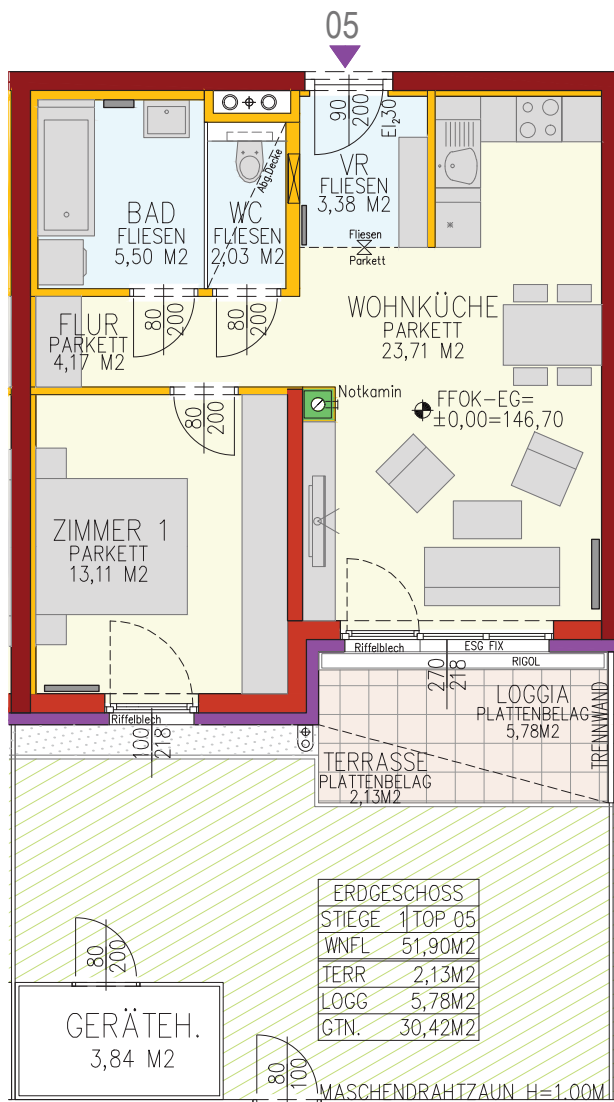 05
90
200
EI₂30
BAD
FLIESEN
5,50 M2
WC
FLIESEN
2,03 M2
Abg.Decke
VR
FLIESEN
3,38 M2
Fliesen
Parkett
80
200
80
200
FLUR
PARKETT
4,17 M2
WOHNKÜCHE
PARKETT
23,71 M2
80
200
Notkamin
FFOK-EG=
±0,00=146,70
ZIMMER 1
PARKETT
13,11 M2
Riffelblech
ESG FIX
RIGOL
270
218
Riffelblech
100
218
LOGGIA
PLATTENBELAG
5,78M2
TRENNWAND
TERRASSE
PLATTENBELAG
2,13M2
ERDGESCHOSS
STIEGE 1 TOP 05
WNFL 51,90M2
TERR 2,13M2
LOGG 5,78M2
GTN. 30,42M2
80
200
GERÄTEH.
3,84 M2
80
100
MASCHENDRAHTZAUN H=1.00M